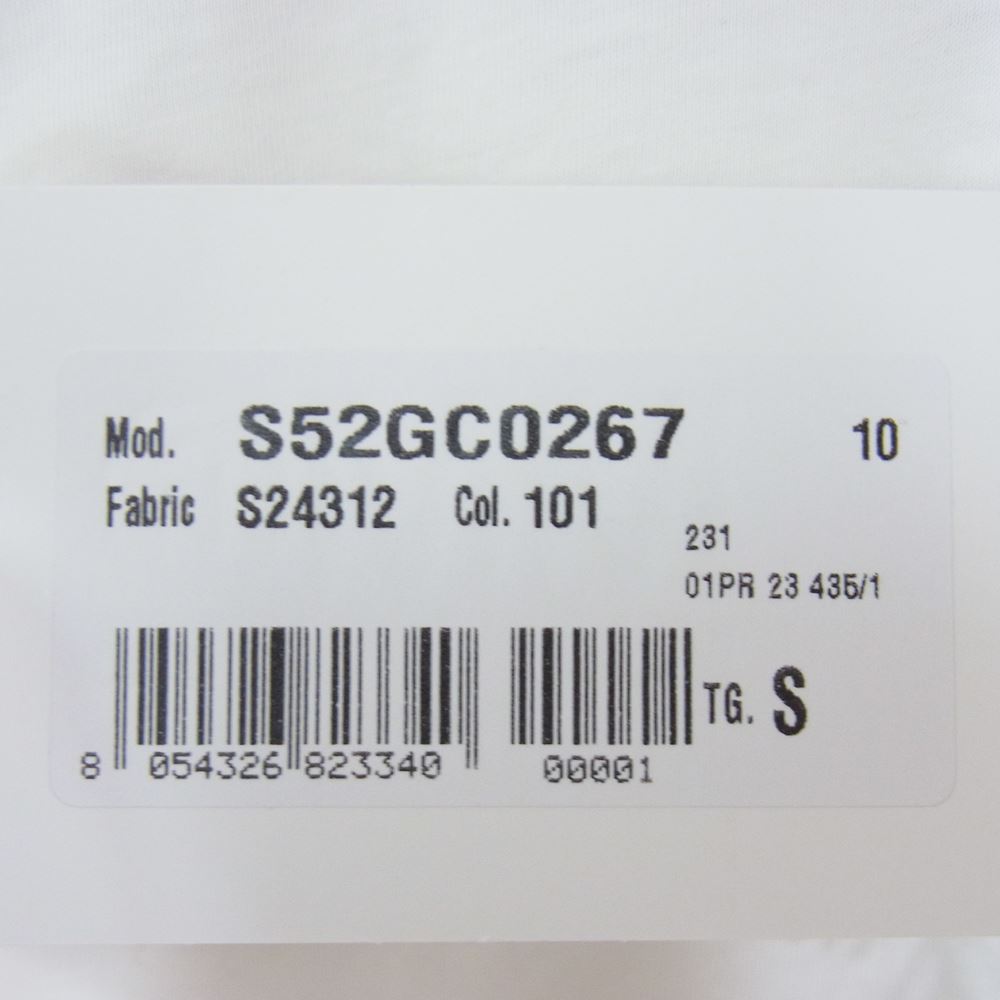 Mod. S52GC0267 10
Fabric S24312 Col. 101
231
01PR 23 435/1
TG. S
8 054326 823340 00001